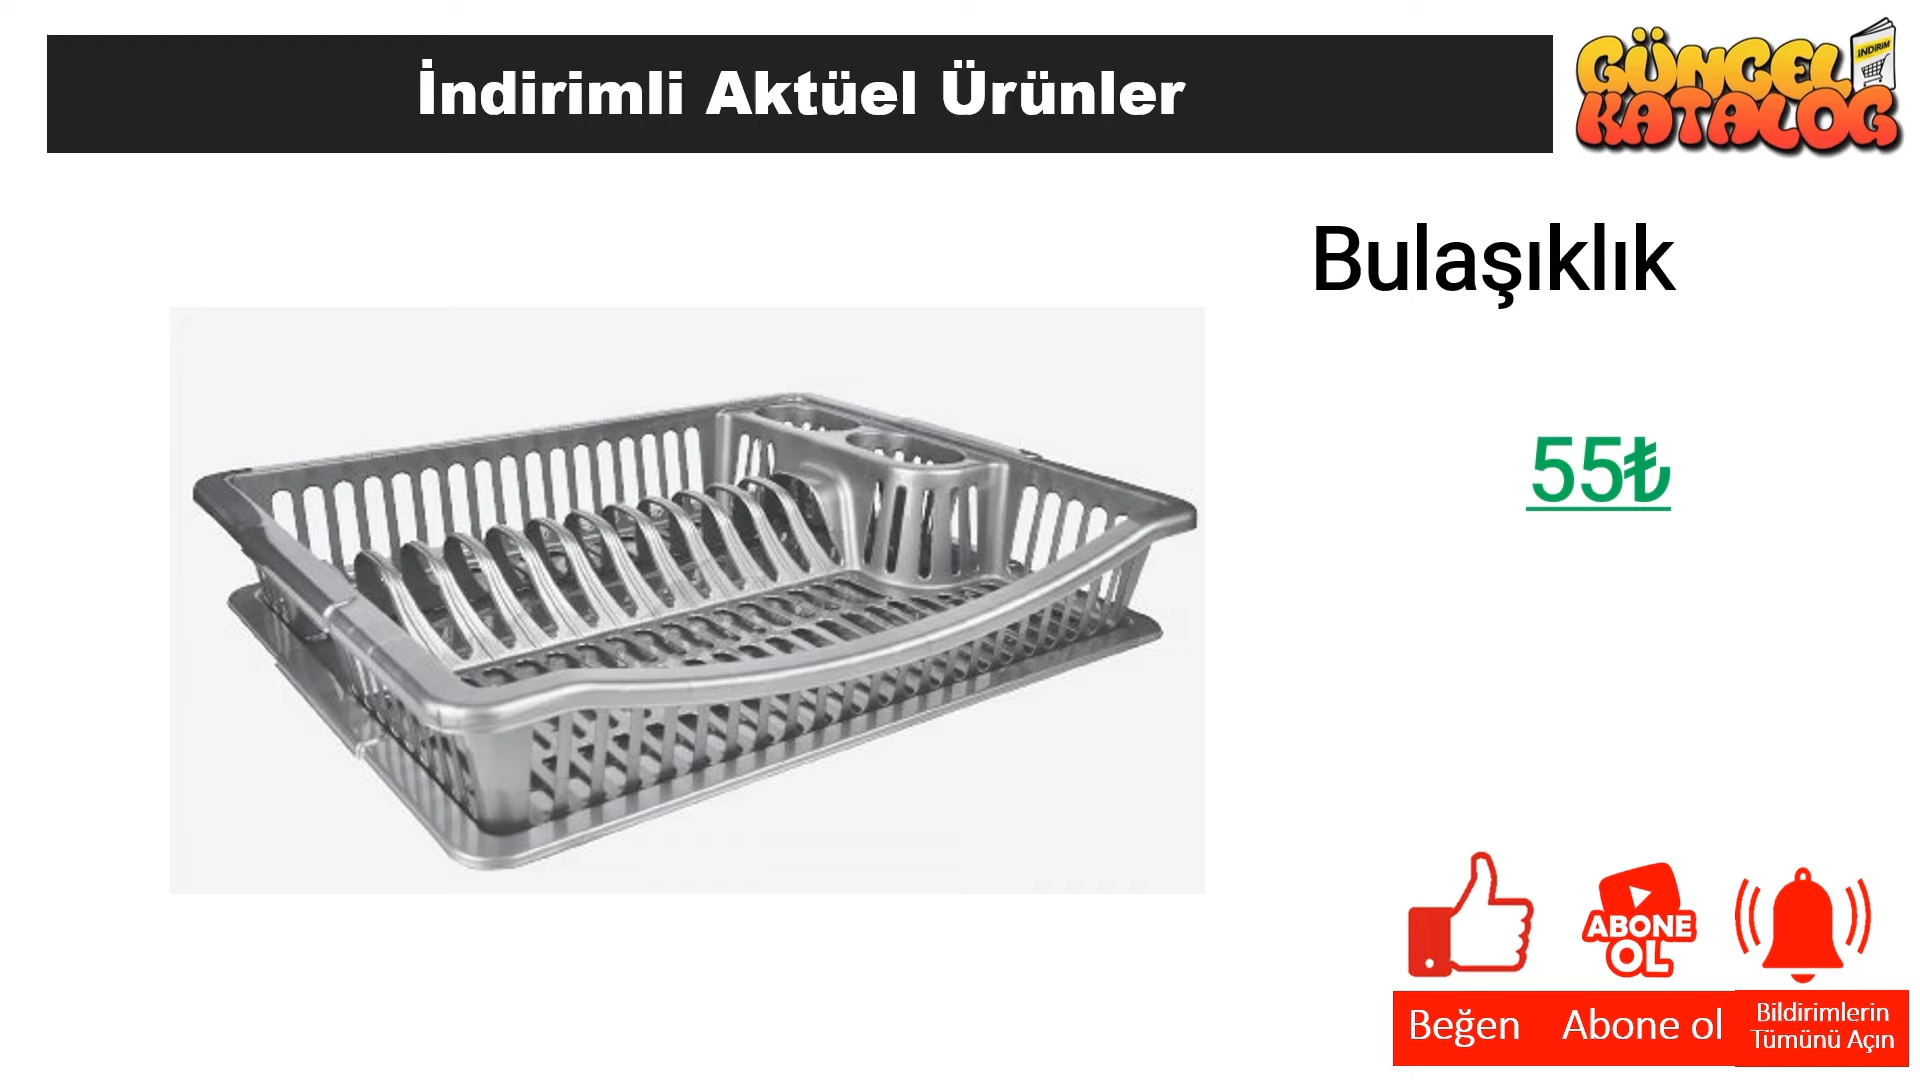 İndirimli Aktüel Ürünler
GÜNCEL
KATALOG
İNDİRİM
Bulaşıklık
55₺
ABONE
OL
Beğen
Abone ol
Bildirimlerin
Tümünü Açın